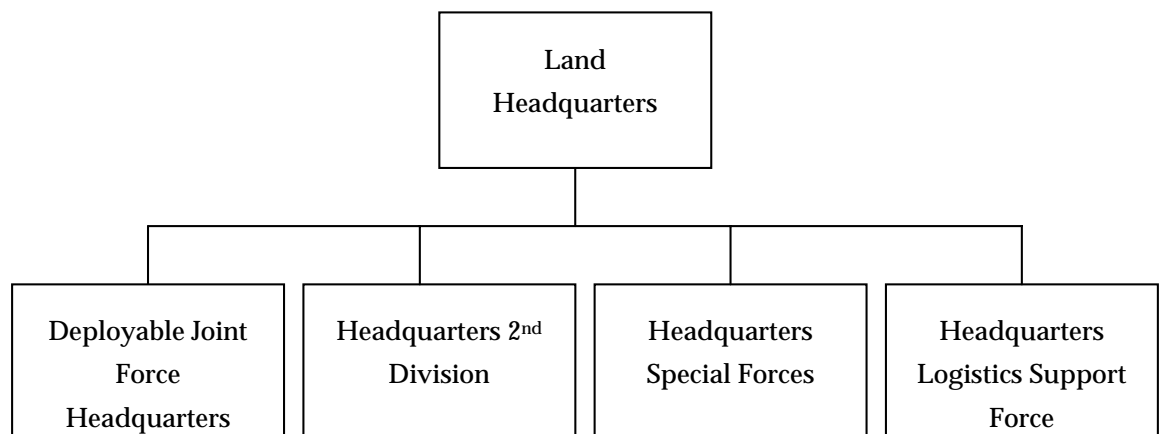 Land
Headquarters
Deployable Joint
Force
Headquarters
Headquarters 2nd
Division
Headquarters
Special Forces
Headquarters
Logistics Support
Force